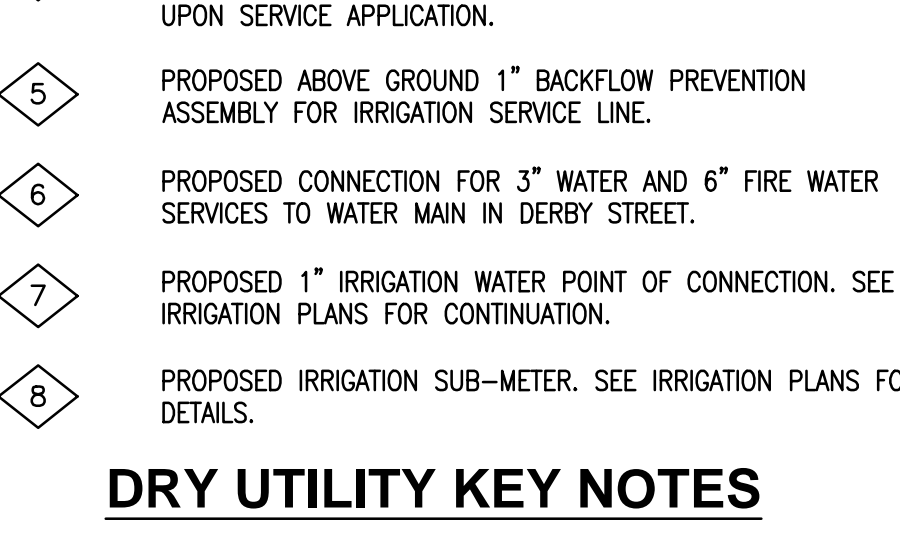 UPON SERVICE APPLICATION.
5 PROPOSED ABOVE GROUND 1" BACKFLOW PREVENTION
ASSEMBLY FOR IRRIGATION SERVICE LINE.
6 PROPOSED CONNECTION FOR 3" WATER AND 6" FIRE WATER
SERVICES TO WATER MAIN IN DERBY STREET.
7 PROPOSED 1" IRRIGATION WATER POINT OF CONNECTION. SEE
IRRIGATION PLANS FOR CONTINUATION.
8 PROPOSED IRRIGATION SUB-METER. SEE IRRIGATION PLANS
DETAILS.
DRY UTILITY KEY NOTES